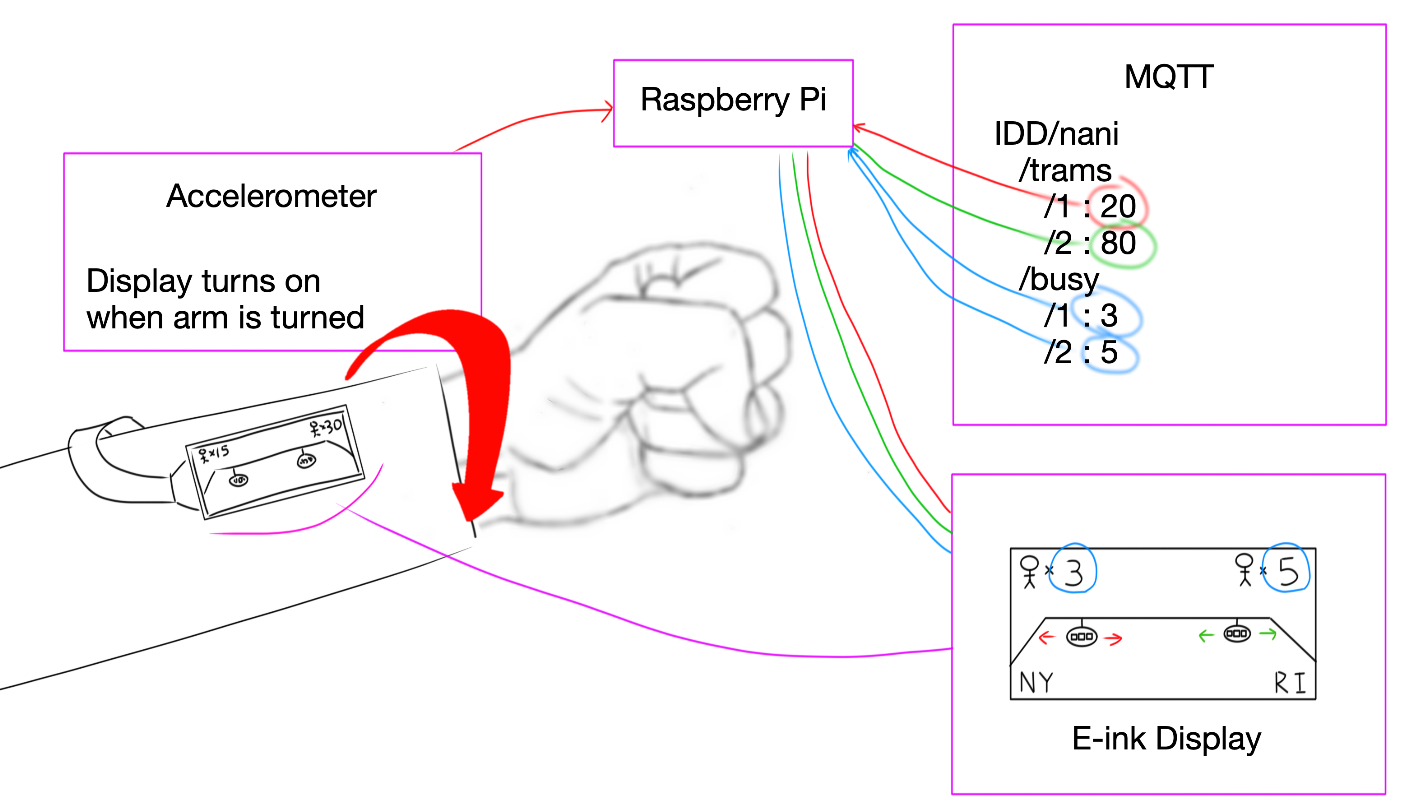 Raspberry Pi
MQTT
IDD/nani
/trams
/1 : 20
/2 : 80
/busy
/1 : 3
/2 : 5
Accelerometer
Display turns on
when arm is turned
×15
×30
× 3
× 5
NY
RI
E-ink Display